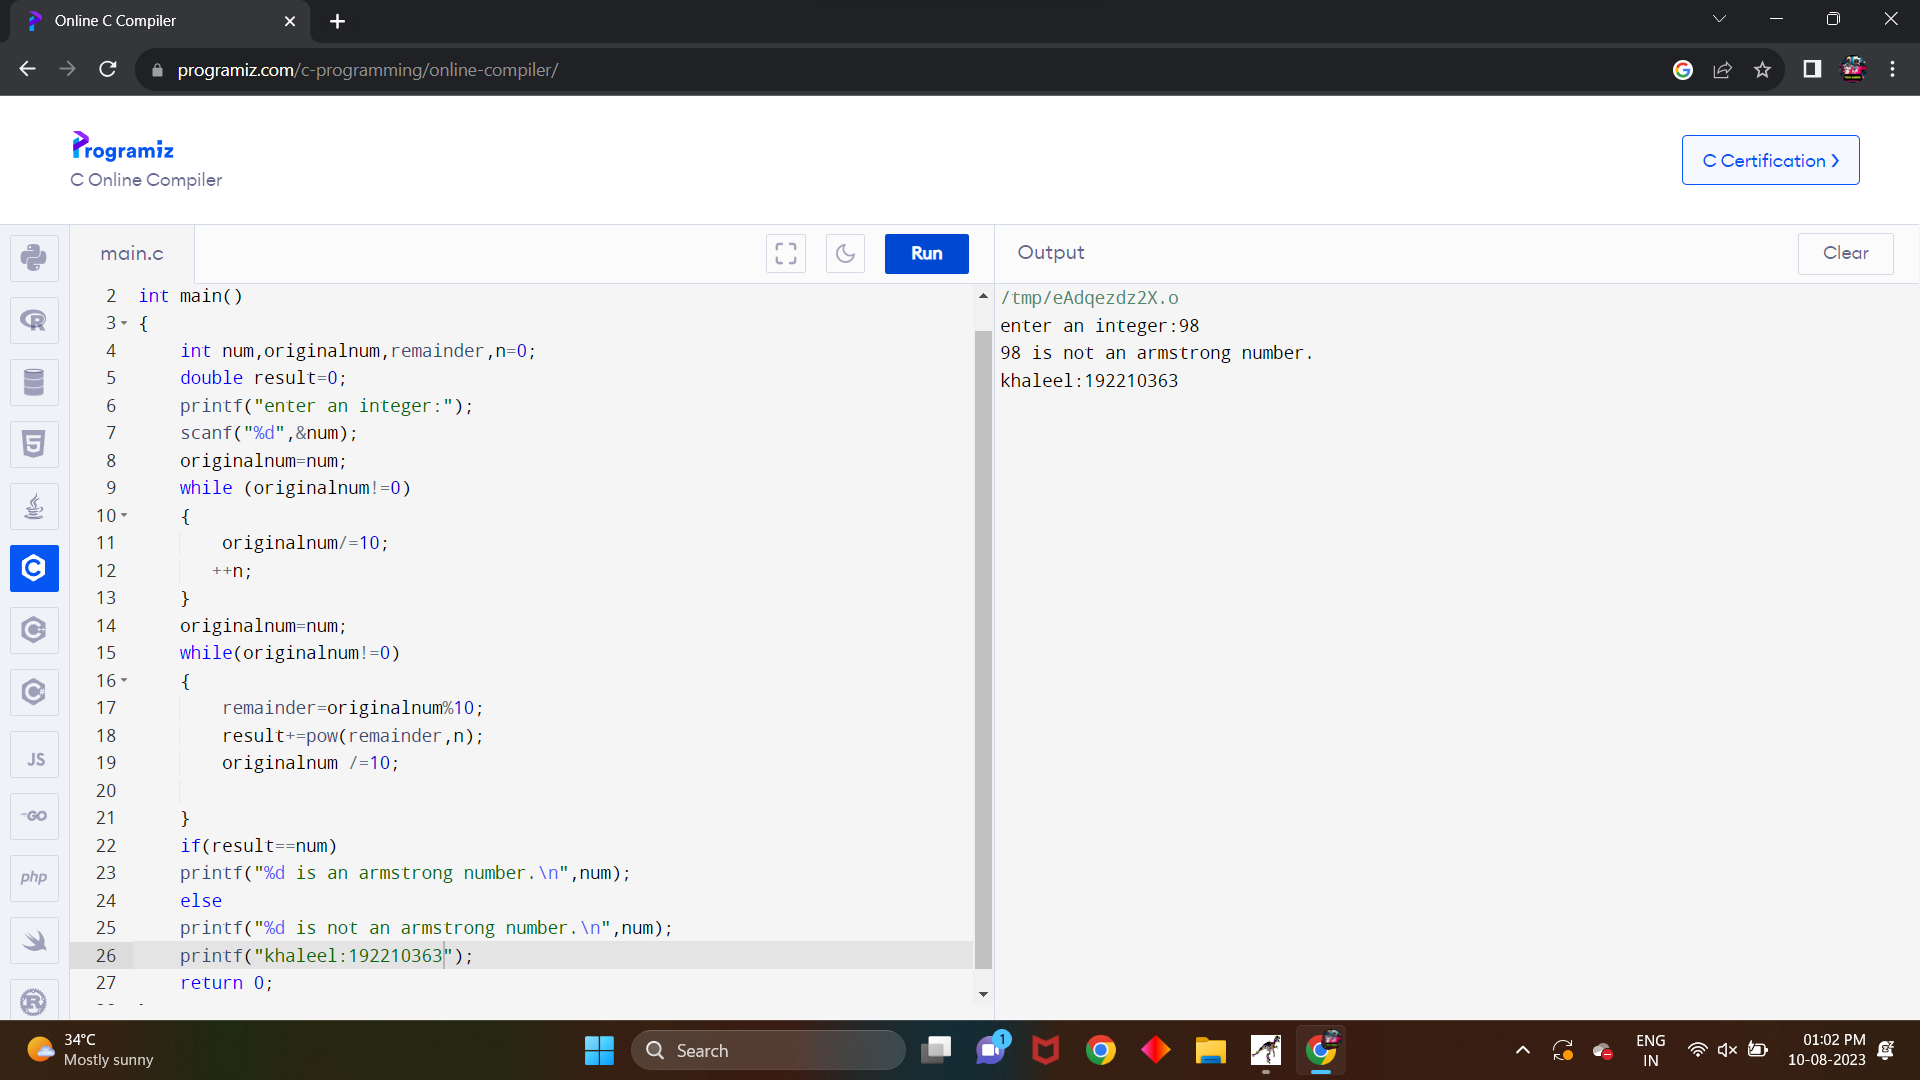 Online C Compiler
programiz.com/c-programming/online-compiler/
Programiz
C Online Compiler
C Certification
main.c
Run
Output
Clear
2 int main()
3 {
4 int num,originalnum,remainder,n=0;
5 double result=0;
6 printf("enter an integer:");
7 scanf("%d",&num);
8 originalnum=num;
9 while (originalnum!=0)
10 {
11 originalnum/=10;
12 ++n;
13 }
14 originalnum=num;
15 while(originalnum!=0)
16 {
17 remainder=originalnum%10;
18 result+=pow(remainder,n);
19 originalnum /=10;
20
21 }
22 if(result==num)
23 printf("%d is an armstrong number.\n",num);
24 else
25 printf("%d is not an armstrong number.\n",num);
26 printf("khaleel:192210363");
27 return 0;
/tmp/eAdqezdz2X.o
enter an integer:98
98 is not an armstrong number.
khaleel:192210363
JS
GO
php
34°C
Mostly sunny
Search
1
ENG
IN
01:02 PM
10-08-2023